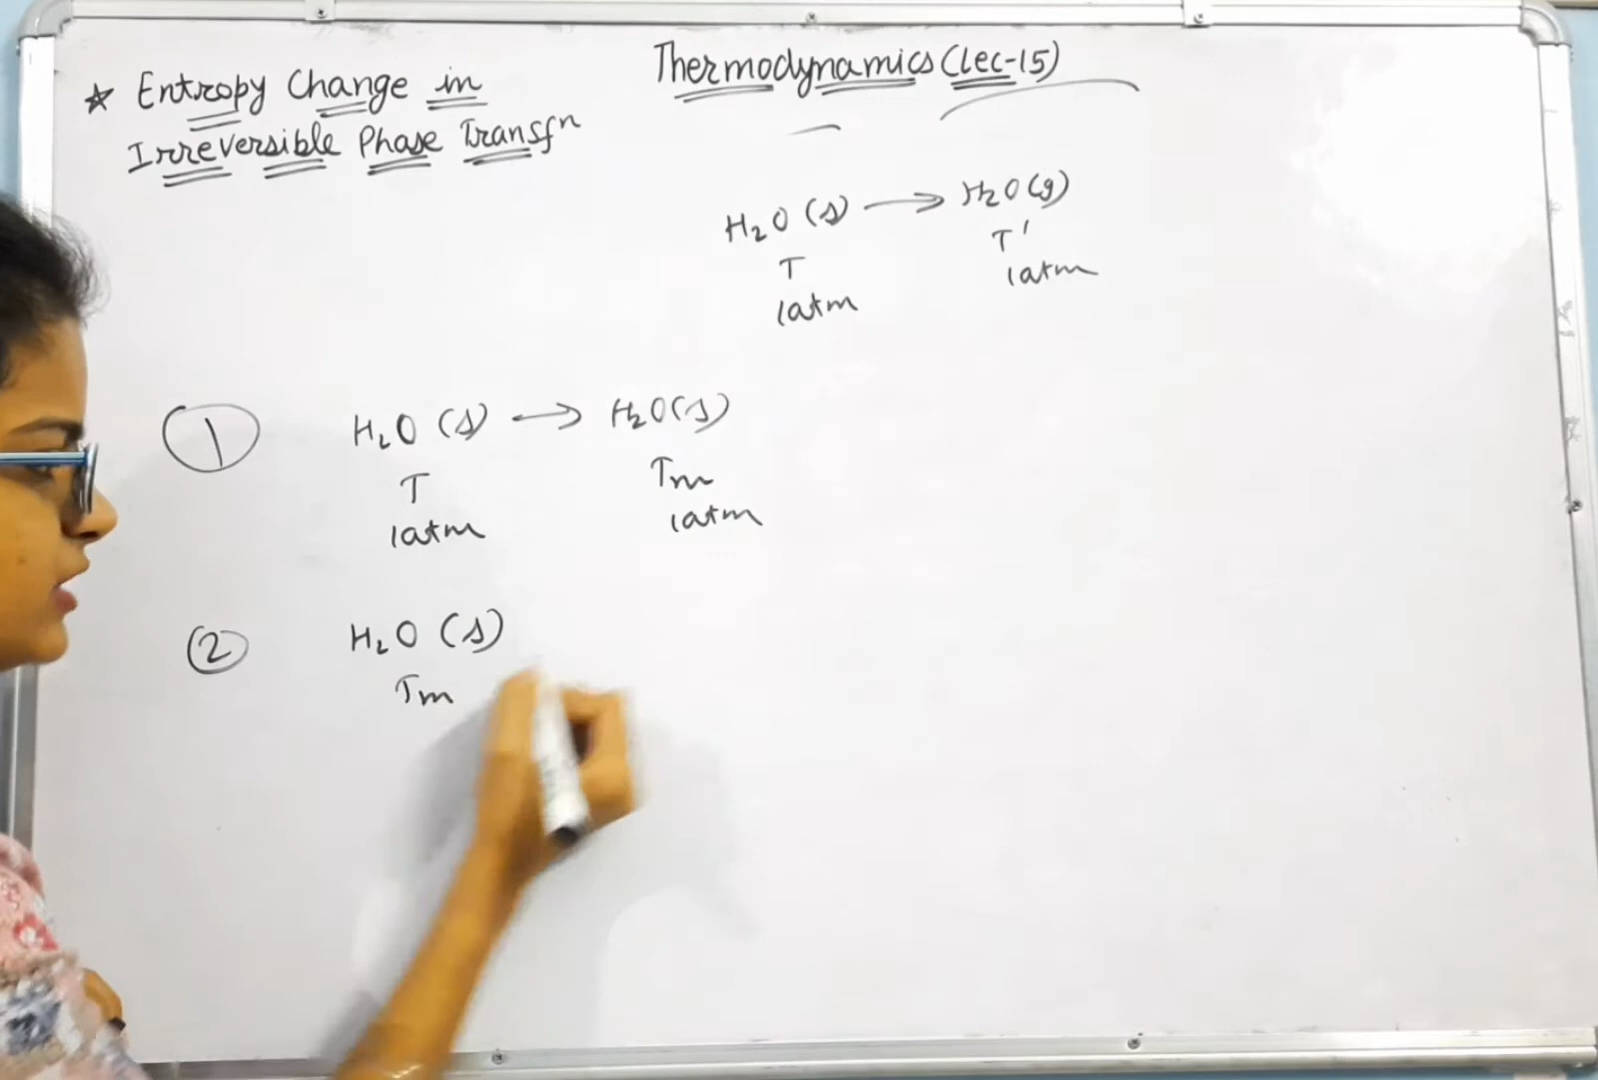 Thermodynamics (Lec-15)
* Entropy Change in
Irreversible Phase Transfn
H2O (s) → H2O (g)
T T'
1atm 1atm
1 H2O (s) → H2O (s)
T Tm
1atm 1atm
2 H2O (s)
Tm